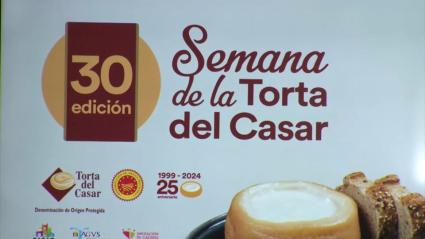 30
edición
Semana
de la Torta
del Casar
Torta
del
Casar
Denominación de Origen Protegida
1999 - 2024
25
aniversario